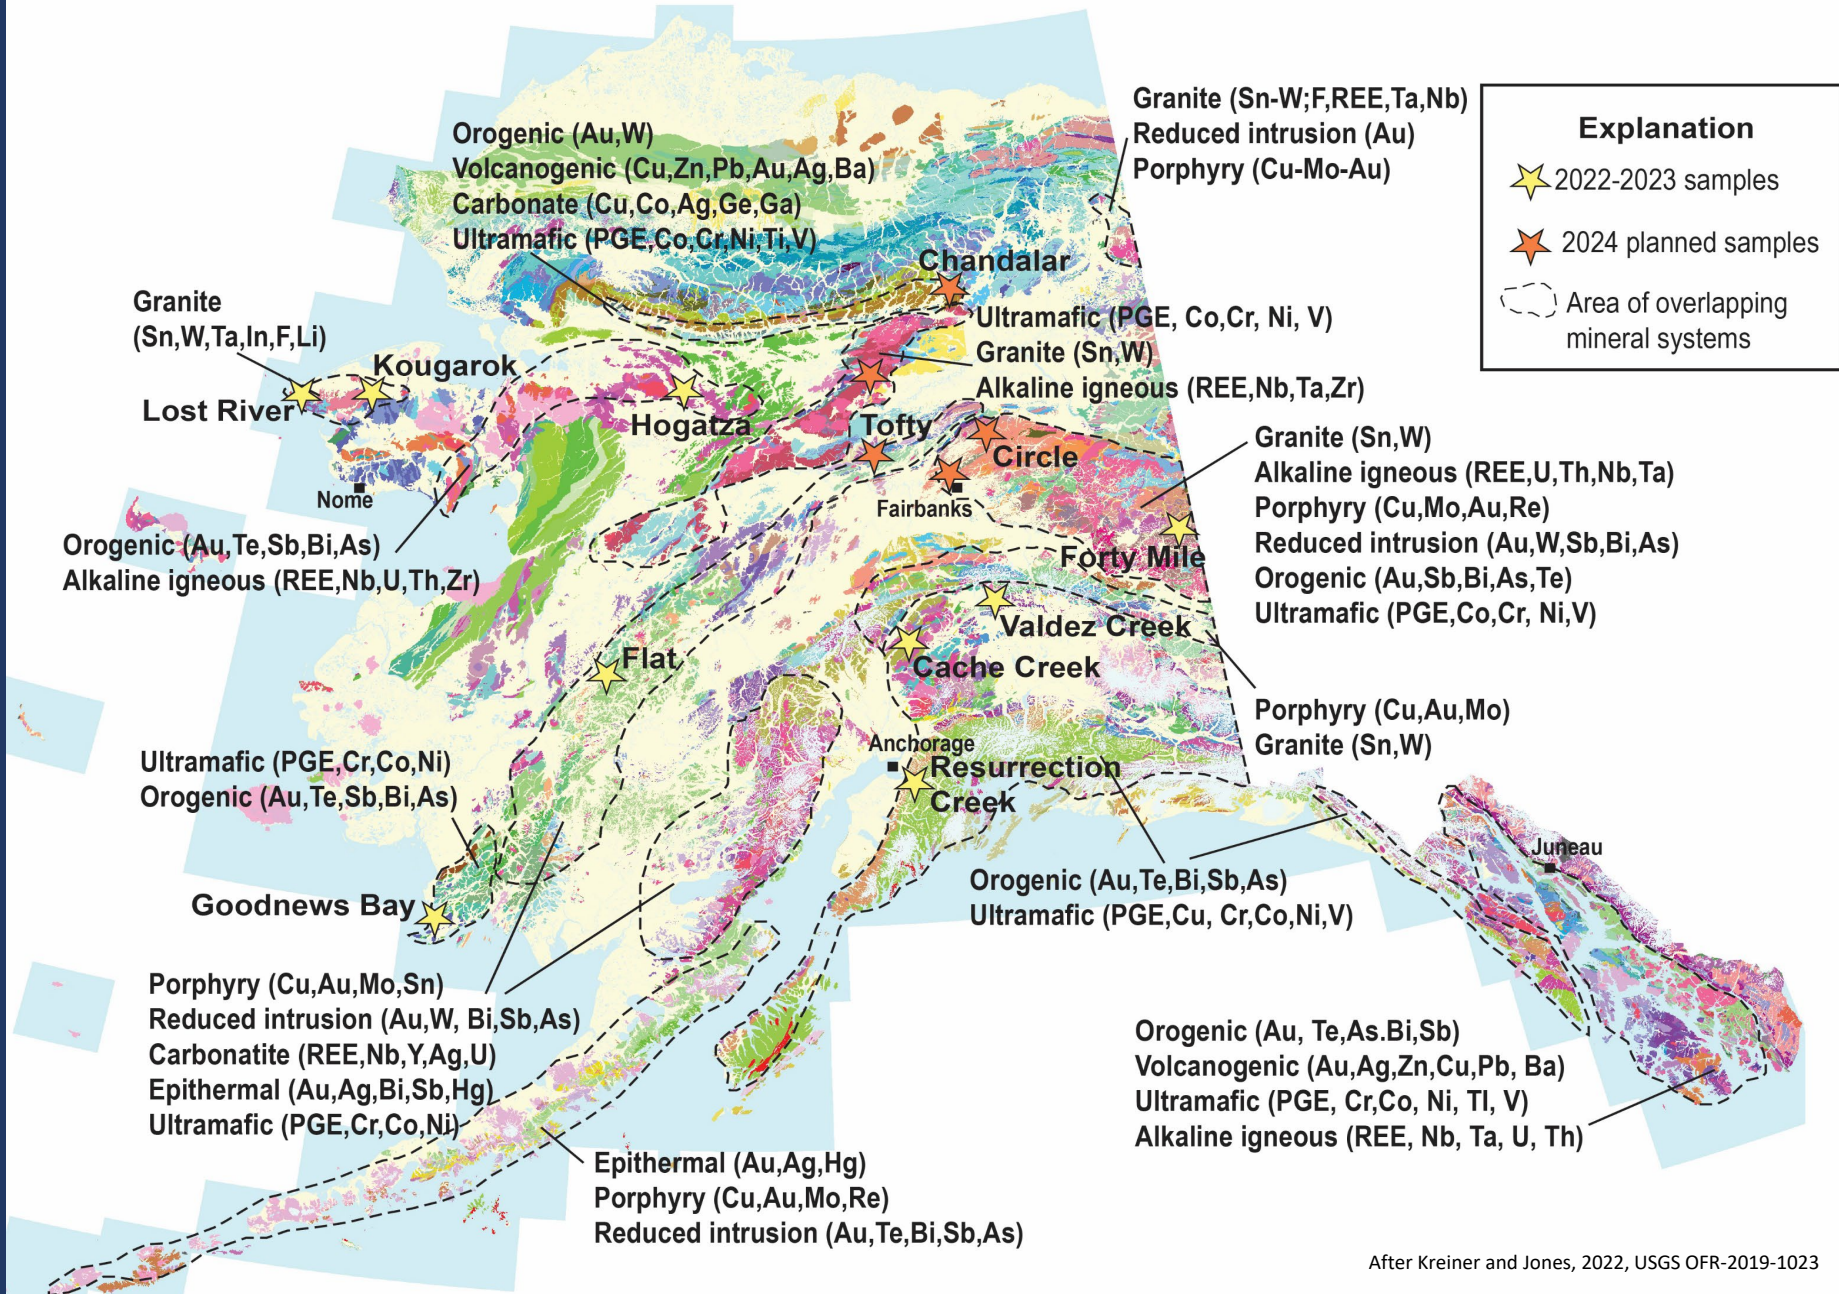 Orogenic (Au,W)
Volcanogenic (Cu,Zn,Pb,Au,Ag,Ba)
Carbonate (Cu,Co,Ag,Ge,Ga)
Ultramafic (PGE,Co,Cr,Ni,Ti,V)
Granite (Sn-W;F,REE,Ta,Nb)
Reduced intrusion (Au)
Porphyry (Cu-Mo-Au)
Explanation
2022-2023 samples
2024 planned samples
Area of overlapping
mineral systems
Chandalar
Granite
(Sn,W,Ta,In,F,Li)
Kougarok
Lost River
Hogatza
Ultramafic (PGE, Co,Cr, Ni, V)
Granite (Sn,W)
Alkaline igneous (REE,Nb,Ta,Zr)
Tofty
Circle
Nome
Fairbanks
Granite (Sn,W)
Alkaline igneous (REE,U,Th,Nb,Ta)
Porphyry (Cu,Mo,Au,Re)
Reduced intrusion (Au,W,Sb,Bi,As)
Orogenic (Au,Sb,Bi,As,Te)
Ultramafic (PGE,Co,Cr, Ni,V)
Forty Mile
Orogenic (Au,Te,Sb,Bi,As)
Alkaline igneous (REE,Nb,U,Th,Zr)
Valdez Creek
Flat
Cache Creek
Porphyry (Cu,Au,Mo)
Granite (Sn,W)
Ultramafic (PGE,Cr,Co,Ni)
Orogenic (Au,Te,Sb,Bi,As)
Anchorage
Resurrection
Creek
Juneau
Goodnews Bay
Orogenic (Au,Te,Bi,Sb,As)
Ultramafic (PGE,Cu, Cr,Co,Ni,V)
Porphyry (Cu,Au,Mo,Sn)
Reduced intrusion (Au,W, Bi,Sb,As)
Carbonatite (REE,Nb,Y,Ag,U)
Epithermal (Au,Ag,Bi,Sb,Hg)
Ultramafic (PGE,Cr,Co,Ni)
Orogenic (Au, Te,As.Bi,Sb)
Volcanogenic (Au,Ag,Zn,Cu,Pb, Ba)
Ultramafic (PGE, Cr,Co, Ni, TI, V)
Alkaline igneous (REE, Nb, Ta, U, Th)
Epithermal (Au,Ag,Hg)
Porphyry (Cu,Au,Mo,Re)
Reduced intrusion (Au,Te,Bi,Sb,As)
After Kreiner and Jones, 2022, USGS OFR-2019-1023